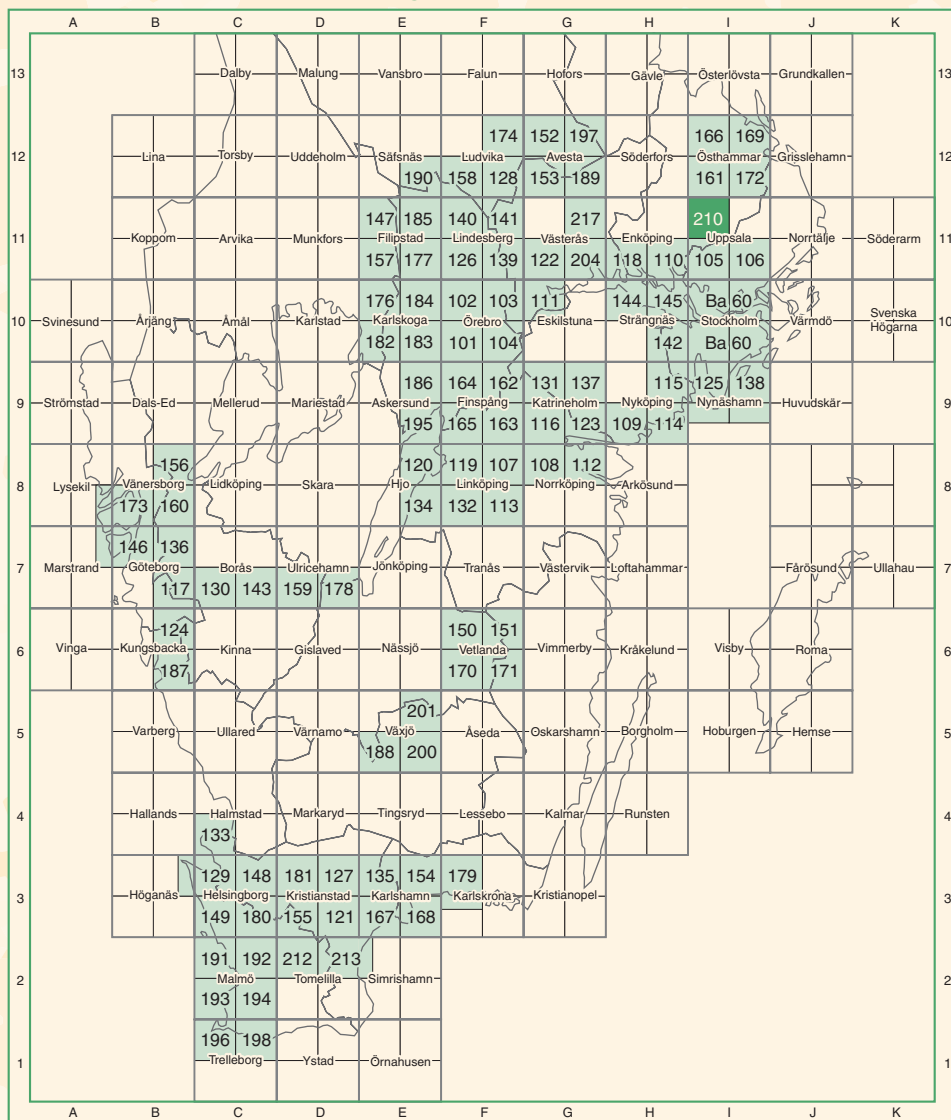 A B C D E F G H I J K
13 Dalby Malung Vansbro Falun Hofors Gävle Österlövsta Grundkallen 13
174 152 197 166 169
12 Lina Torsby Uddeholm Säfsnäs Ludvika Avesta Söderfors Östhammar Grisslehamn 12
190 158 128 153 189 161 172
147 185 140 141 217 210
11 Koppom Arvika Munkfors Filipstad Lindesberg Västerås Enköping Uppsala Norrtälje Söderarm 11
157 177 126 139 122 204 118 110 105 106
176 184 102 103 111 144 145 Ba 60
10 Svinesund Årjäng Åmål Karlstad Karlskoga Örebro Eskilstuna Strängnäs Stockholm Värmdö Svenska Högarna 10
182 183 101 104 142 Ba 60
186 164 162 131 137 115 125 138
9 Strömstad Dals-Ed Mellerud Mariestad Askersund Finspång Katrineholm Nyköping Nynäshamn Huvudskär 9
195 165 163 116 123 109 114
156 120 119 107 108 112
8 Lysekil Vänersborg Lidköping Skara Hjo Linköping Norrköping Arkösund 8
173 160 134 132 113
146 136
7 Marstrand Göteborg Borås Ulricehamn Jönköping Tranås Västervik Loftahammar Fårösund Ullahau 7
117 130 143 159 178
124 150 151
6 Vinga Kungsbacka Kinna Gislaved Nässjö Vetlanda Vimmerby Kråkelund Visby Roma 6
187 170 171
201
5 Varberg Ullared Värnamo Växjö Åseda Oskarshamn Borgholm Hoburgen Hemse 5
188 200
4 Hallands Halmstad Markaryd Tingsryd Lessebo Kalmar Runsten 4
133
129 148 181 127 135 154 179
3 Höganäs Helsingborg Kristianstad Karlshamn Karlskrona Kristianopel 3
149 180 155 121 167 168
191 192 212 213
2 Malmö Tomelilla Simrishamn 2
193 194
196 198
1 Trelleborg Ystad Örnahusen 1
A B C D E F G H I J K